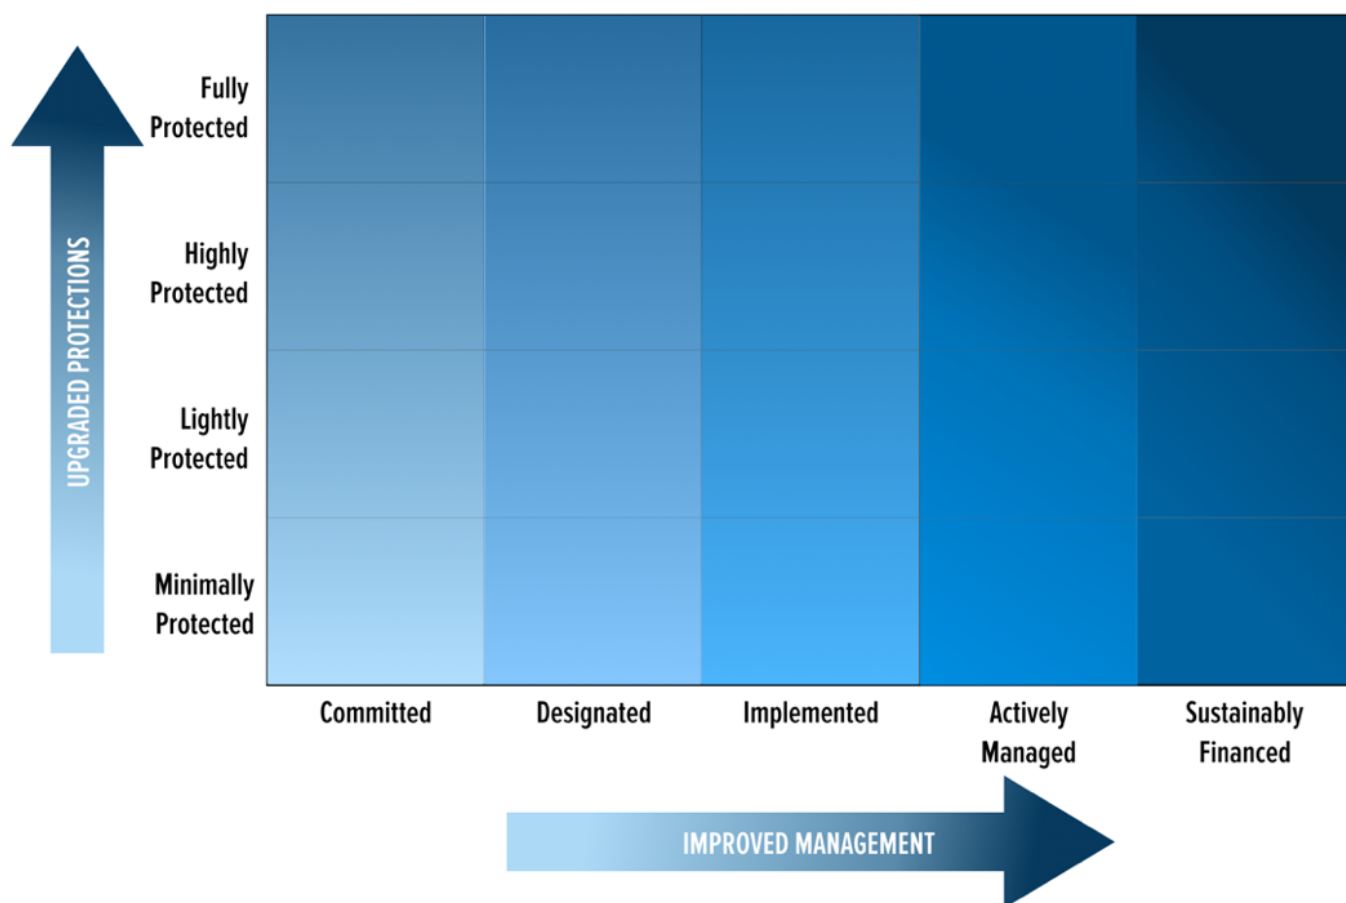 Fully
Protected
UPGRADED PROTECTIONS
Highly
Protected
Lightly
Protected
Minimally
Protected
Committed
Designated
Implemented
Actively
Managed
Sustainably
Financed
IMPROVED MANAGEMENT